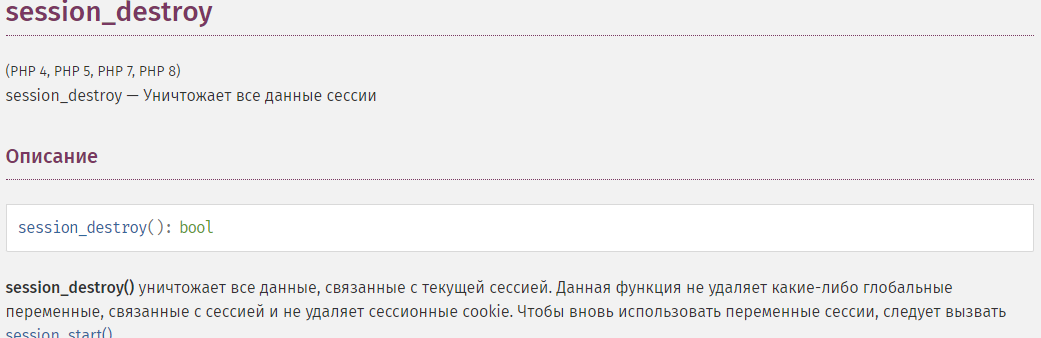 session_destroy
(PHP 4, PHP 5, PHP 7, PHP 8)
session_destroy — Уничтожает все данные сессии
Описание
session_destroy(): bool
session_destroy() уничтожает все данные, связанные с текущей сессией. Данная функция не удаляет какие-либо глобальные
переменные, связанные с сессией и не удаляет сессионные cookie. Чтобы вновь использовать переменные сессии, следует вызвать
session_start()